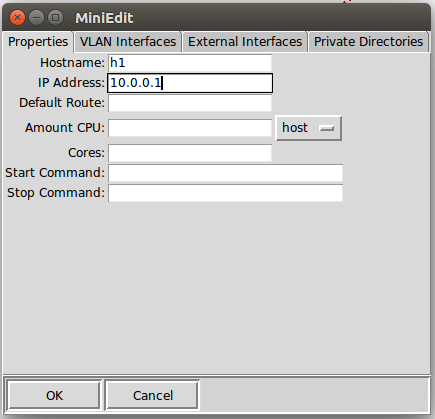 MiniEdit
Properties VLAN Interfaces External Interfaces Private Directories
Hostname: h1
IP Address: 10.0.0.1
Default Route:
Amount CPU: host
Cores:
Start Command:
Stop Command:
OK Cancel